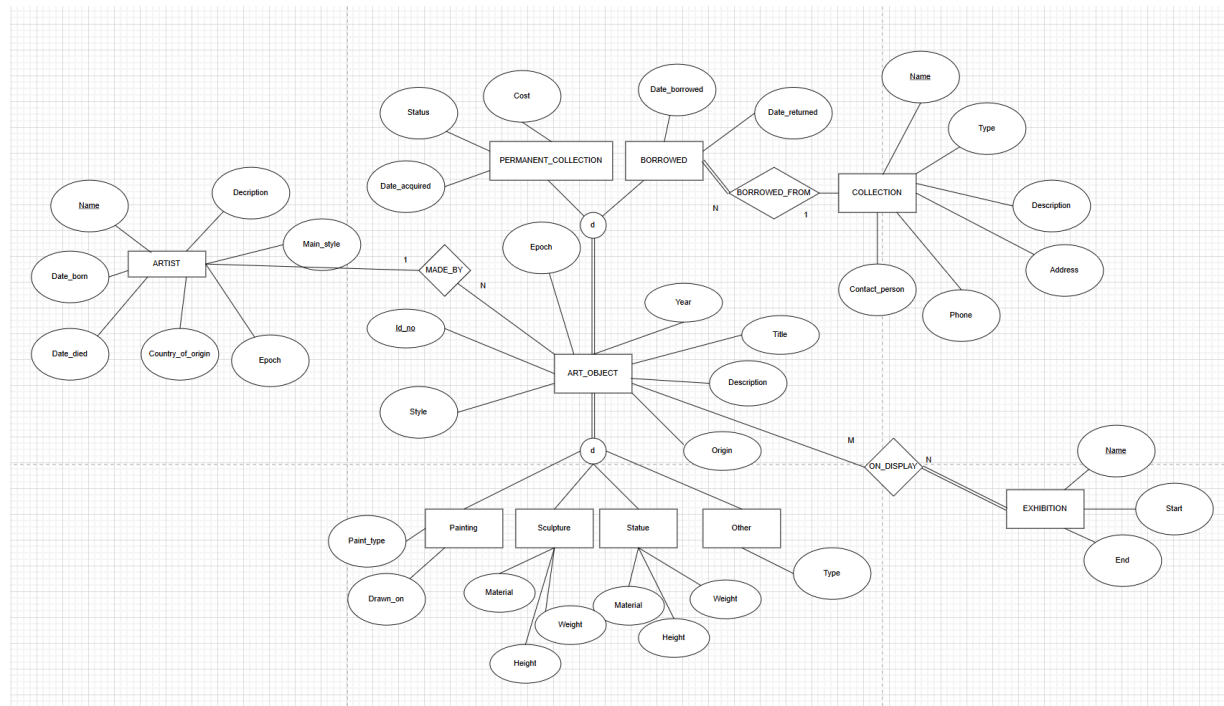 Name
Date_borrowed
Cost
Status
Date_returned
Type
PERMANENT_COLLECTION
BORROWED
Date_acquired
BORROWED_FROM
COLLECTION
N
1
Name
Decription
Description
d
Main_style
Epoch
ARTIST
1
MADE_BY
Address
Date_born
N
Contact_person
Year
Phone
Id_no
Title
Date_died
Country_of_origin
Epoch
ART_OBJECT
Description
Style
M
Origin
d
Name
N
ON_DISPLAY
EXHIBITION
Start
Painting
Sculpture
Statue
Other
Paint_type
End
Type
Drawn_on
Material
Material
Weight
Weight
Height
Height